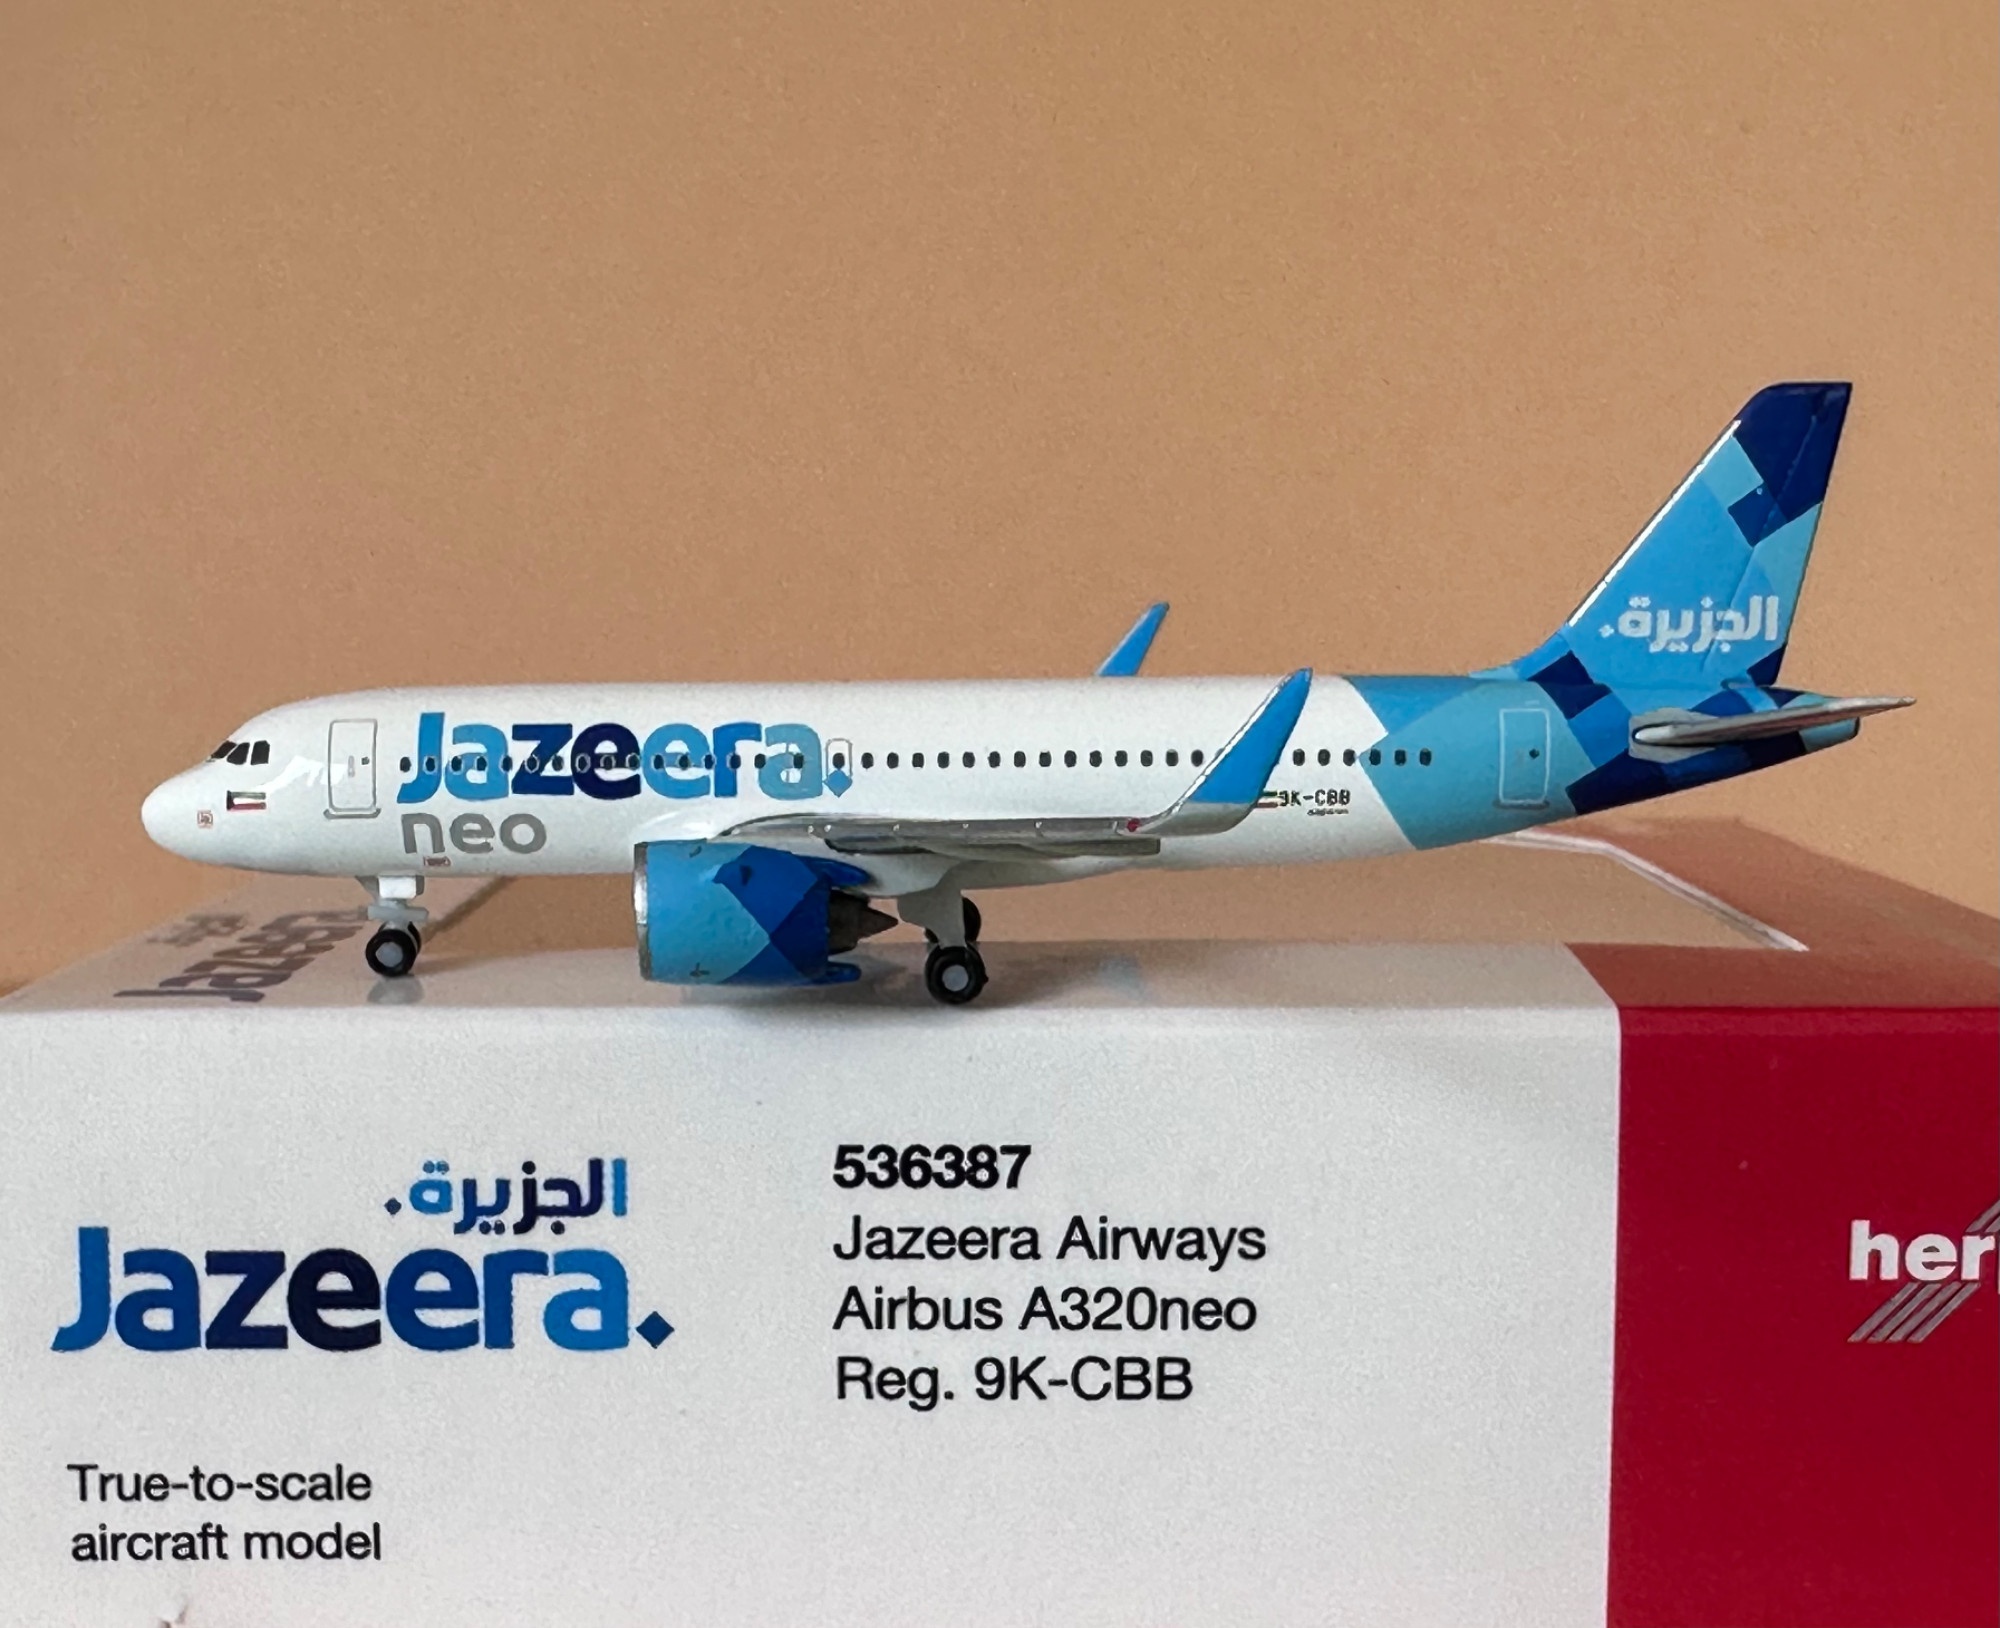 الجزيرة.
Jazeera.
neo
9K-CBB
الجزيرة.
Jazeera.
536387
Jazeera Airways
Airbus A320neo
Reg. 9K-CBB
True-to-scale
aircraft model
her